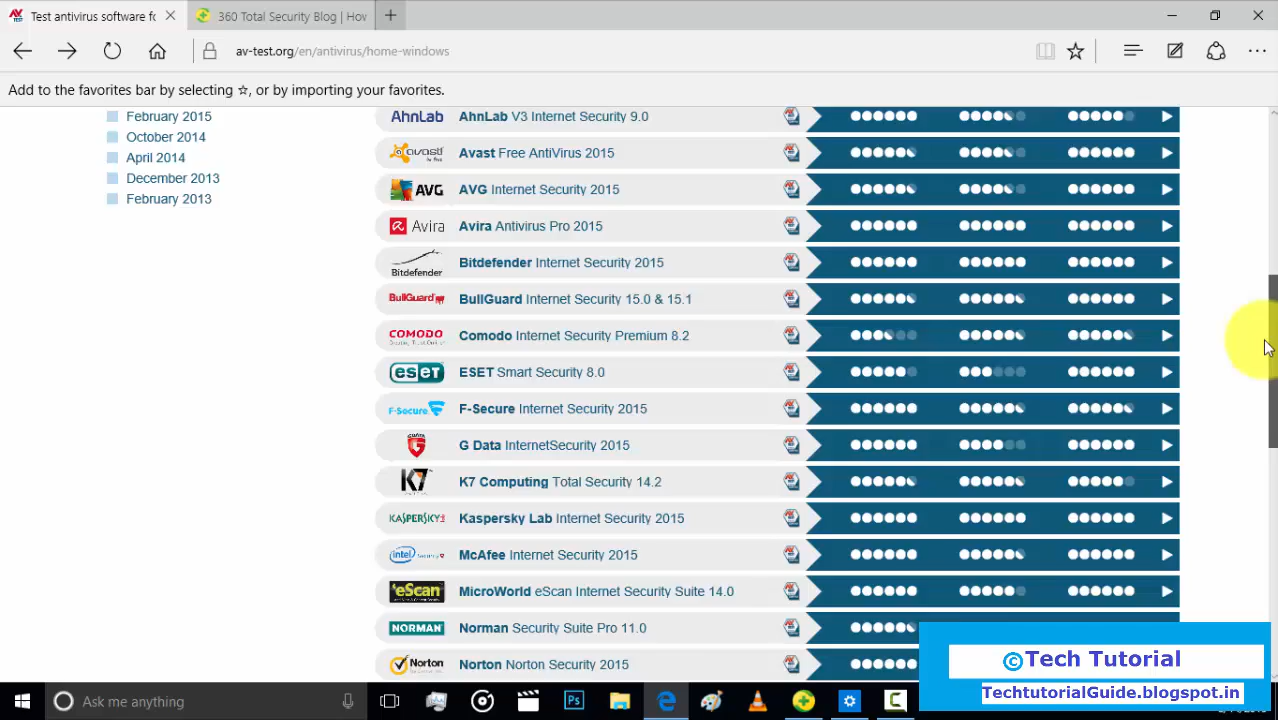 Test antivirus software fo
360 Total Security Blog | How
av-test.org/en/antivirus/home-windows
Add to the favorites bar by selecting ☆, or by importing your favorites.
February 2015
October 2014
April 2014
December 2013
February 2013
AhnLab AhnLab V3 Internet Security 9.0
avast! Avast Free AntiVirus 2015
AVG AVG Internet Security 2015
Avira Avira Antivirus Pro 2015
Bitdefender Bitdefender Internet Security 2015
BullGuard BullGuard Internet Security 15.0 & 15.1
COMODO Comodo Internet Security Premium 8.2
eset ESET Smart Security 8.0
F-Secure F-Secure Internet Security 2015
G Data InternetSecurity 2015
K7 K7 Computing Total Security 14.2
KASPERSKY Kaspersky Lab Internet Security 2015
intel Security McAfee Internet Security 2015
eScan MicroWorld eScan Internet Security Suite 14.0
NORMAN Norman Security Suite Pro 11.0
Norton Norton Norton Security 2015
©Tech Tutorial
TechtutorialGuide.blogspot.in
Ask me anything